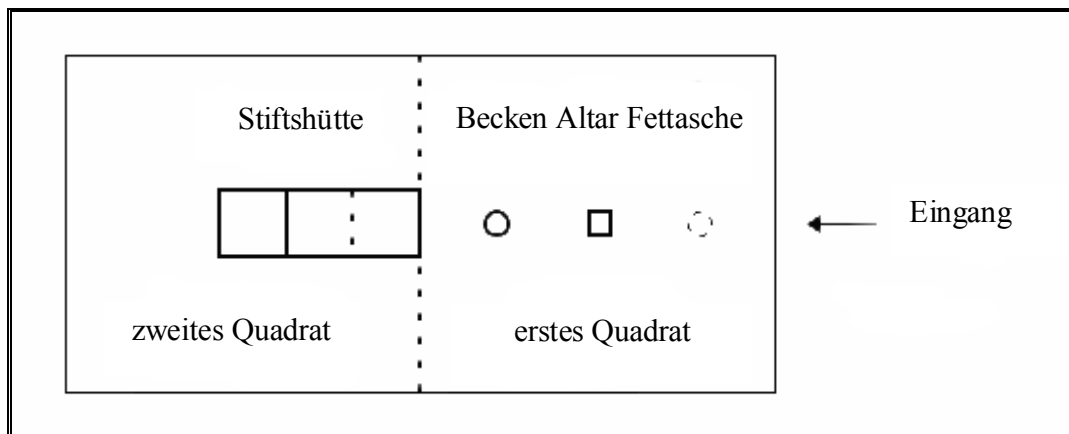 Stiftshütte
Becken Altar Fettasche
Eingang
zweites Quadrat
erstes Quadrat